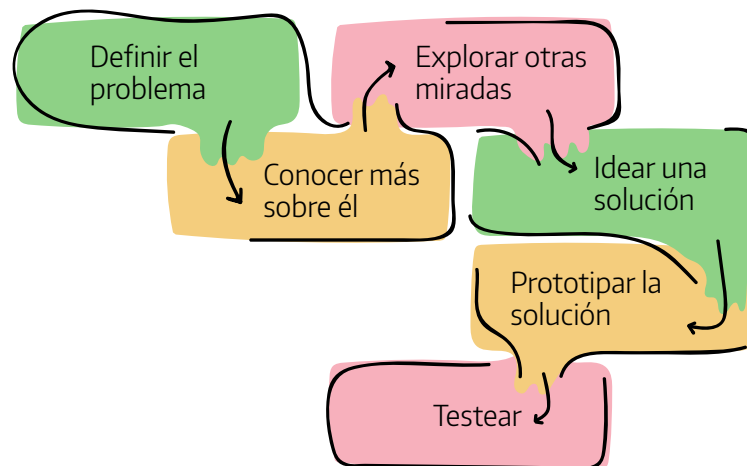 Definir el
problema
Conocer más
sobre él
Explorar otras
miradas
Idear una
solución
Prototipar la
solución
Testear